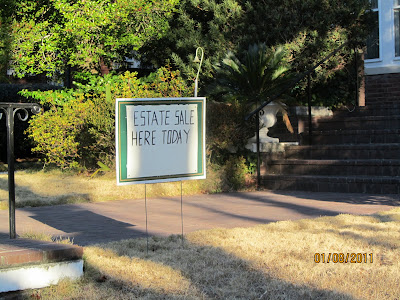 ESTATE SALE
HERE TODAY
01/09/2011